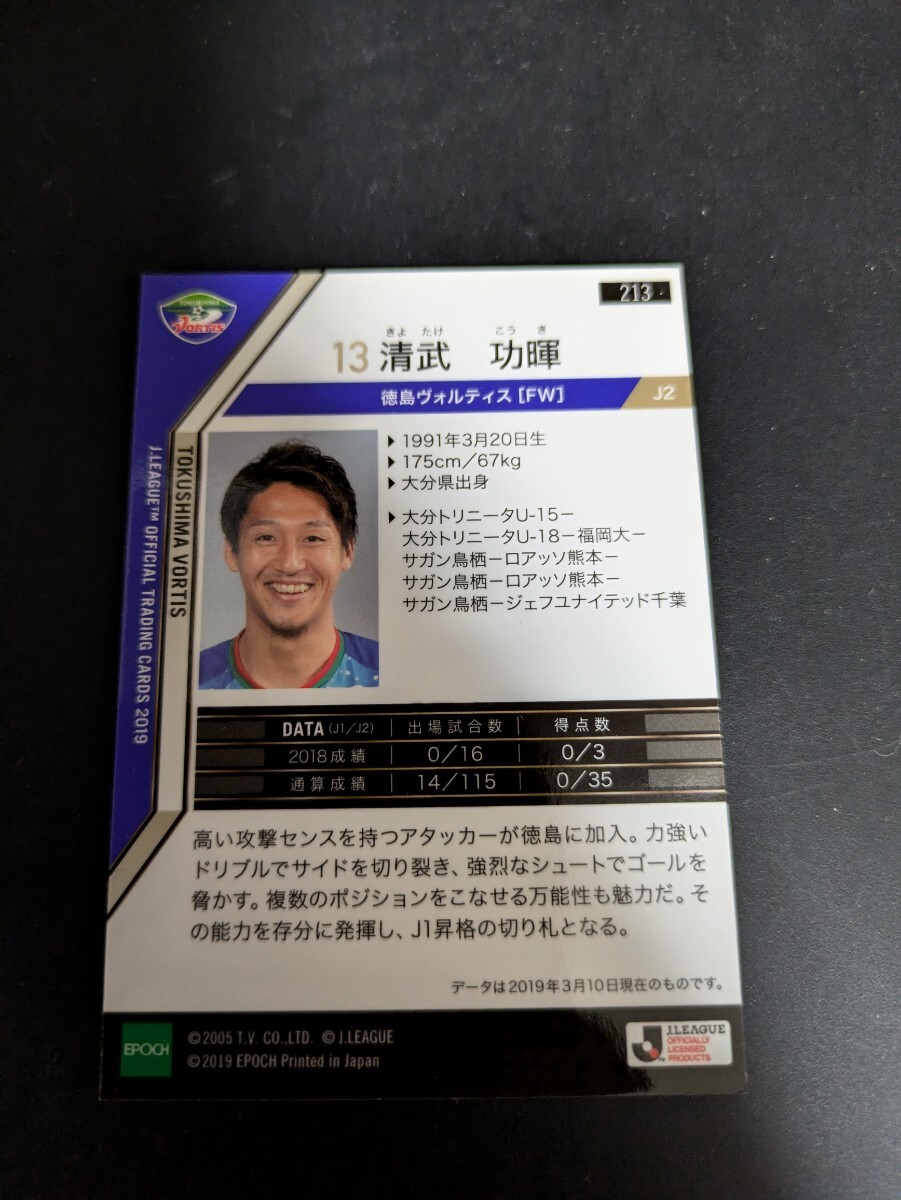 213
きよ たけ こう き
13 清武 功暉
徳島ヴォルティス [FW]
J2
TOKUSHIMA
VORTIS
TOKUSHIMA VORTIS
J.LEAGUE™ OFFICIAL TRADING CARDS 2019
1991年3月20日生
175cm/67kg
大分県出身
大分トリニータU-15－
大分トリニータU-18－福岡大－
サガン鳥栖－ロアッソ熊本－
サガン鳥栖－ロアッソ熊本－
サガン鳥栖－ジェフユナイテッド千葉
DATA (J1/J2) 出場試合数 得点数
2018成績 0/16 0/3
通算成績 14/115 0/35
高い攻撃センスを持つアタッカーが徳島に加入。力強い
ドリブルでサイドを切り裂き、強烈なシュートでゴールを
脅かす。複数のポジションをこなせる万能性も魅力だ。そ
の能力を存分に発揮し、J1昇格の切り札となる。
データは2019年3月10日現在のものです。
EPOCH
©2005 T.V. CO.,LTD. © J.LEAGUE
©2019 EPOCH Printed in Japan
J.LEAGUE
OFFICIALLY
LICENSED
PRODUCTS